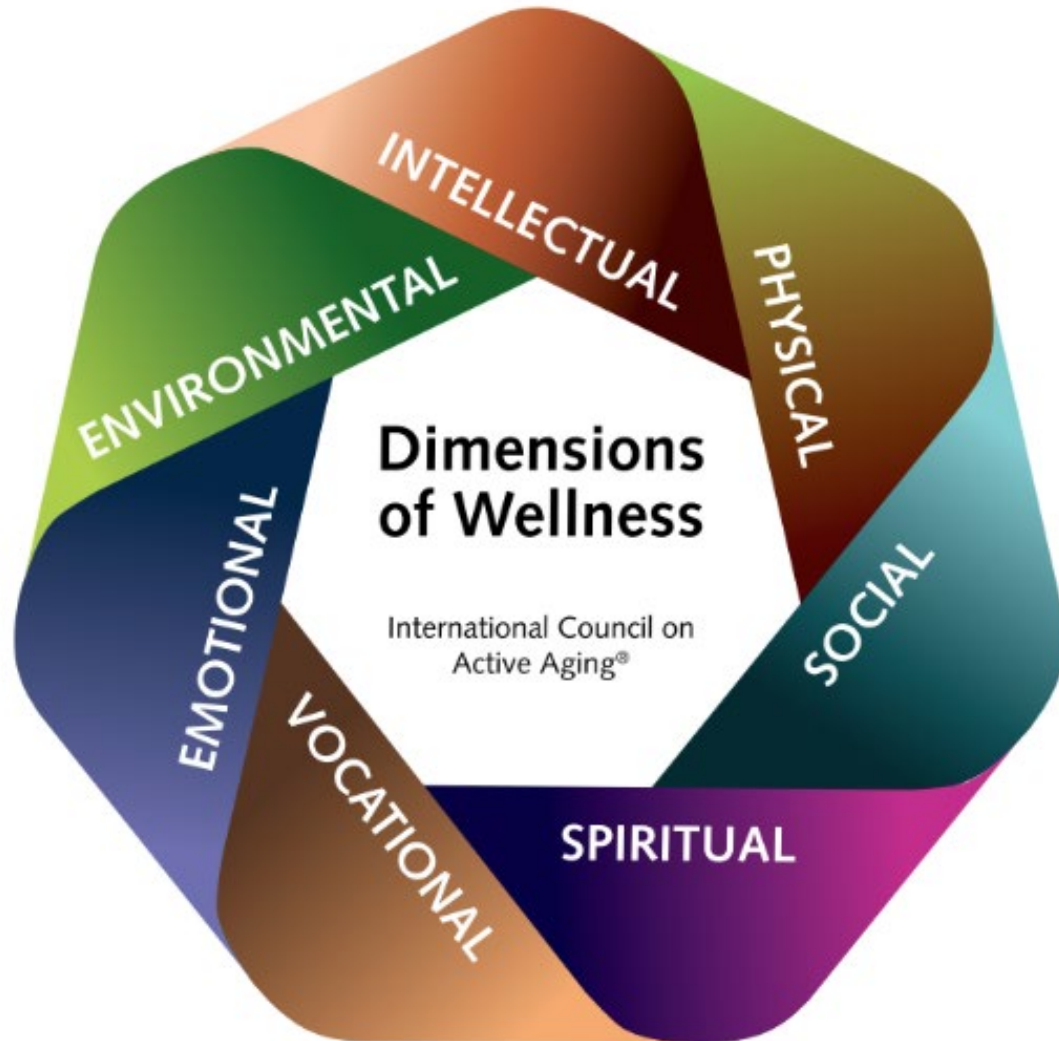 INTELLECTUAL
PHYSICAL
SOCIAL
SPIRITUAL
VOCATIONAL
EMOTIONAL
ENVIRONMENTAL
Dimensions
of Wellness
International Council on
Active Aging®